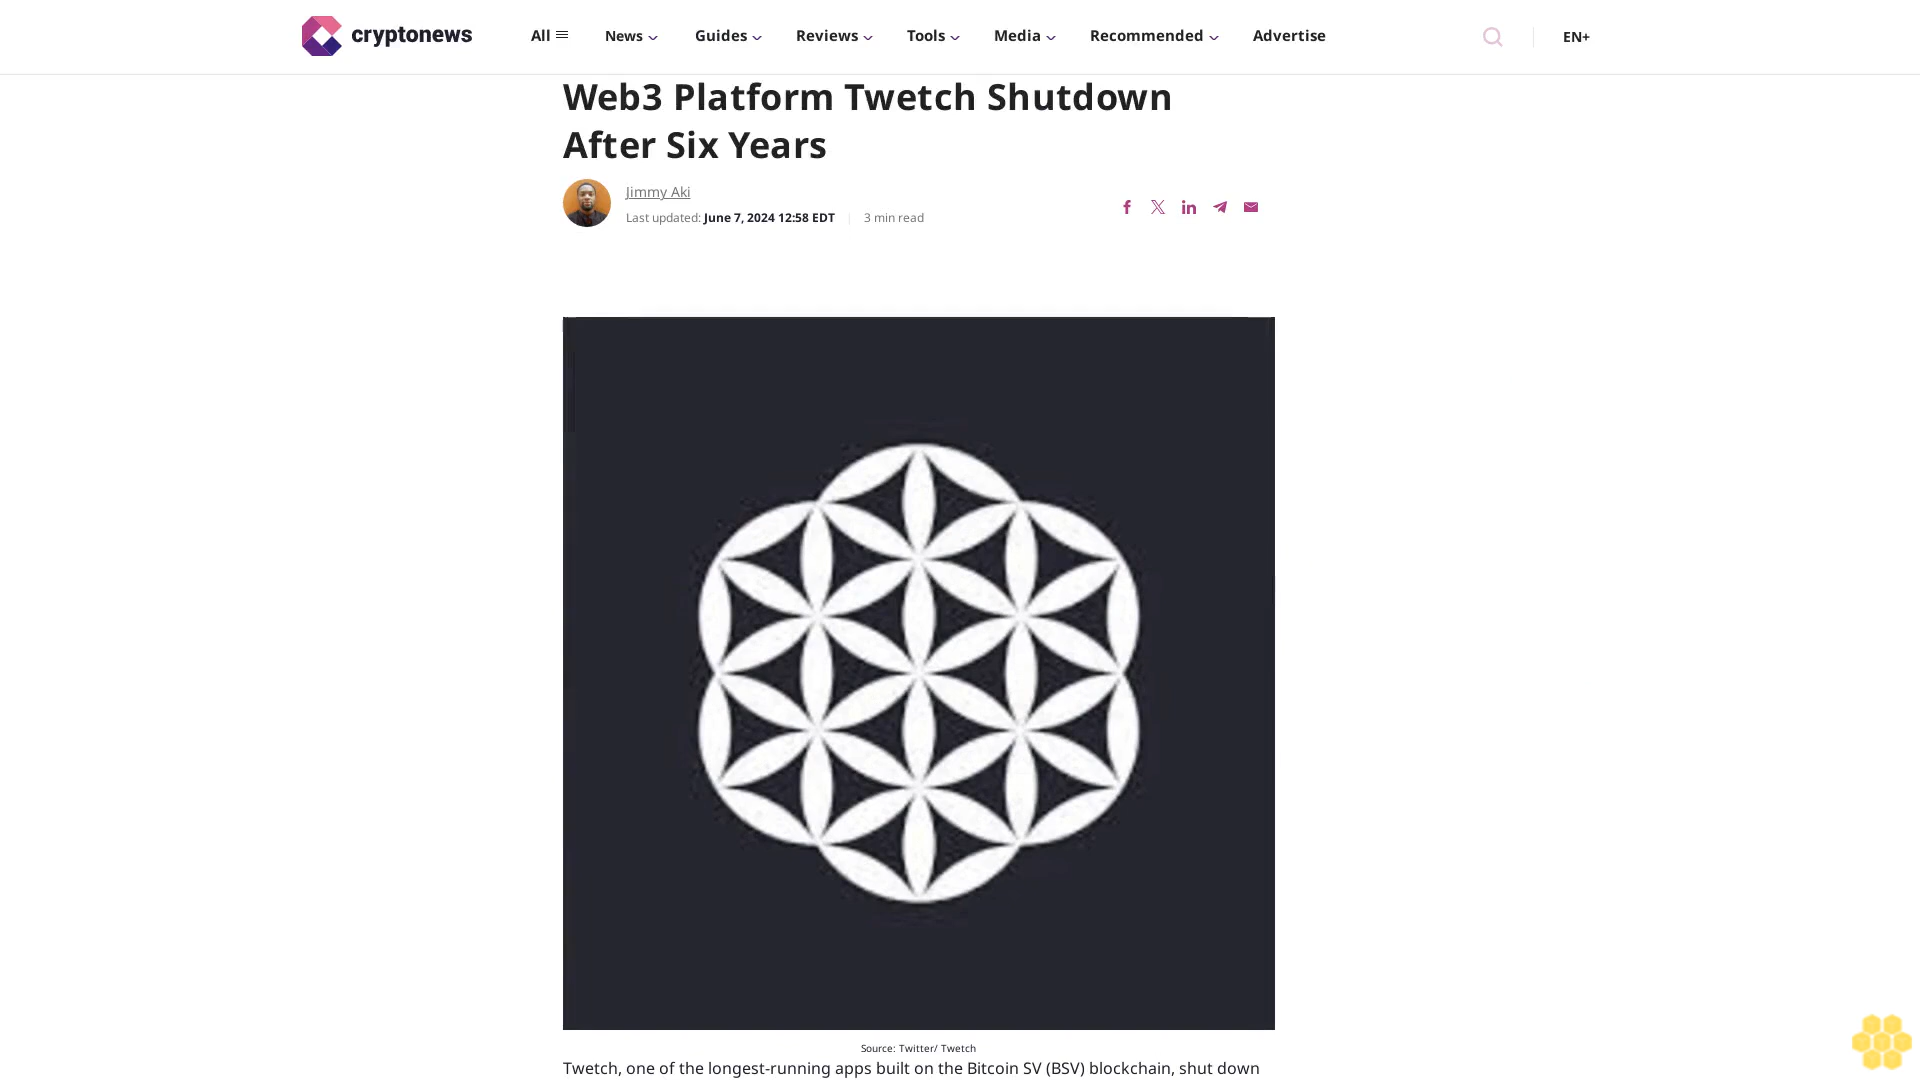 cryptonews
All
News
Guides
Reviews
Tools
Media
Recommended
Advertise
EN+
Web3 Platform Twetch Shutdown
After Six Years
Jimmy Aki
Last updated: June 7, 2024 12:58 EDT
3 min read
Source: Twitter/ Twetch
Twetch, one of the longest-running apps built on the Bitcoin SV (BSV) blockchain, shut down